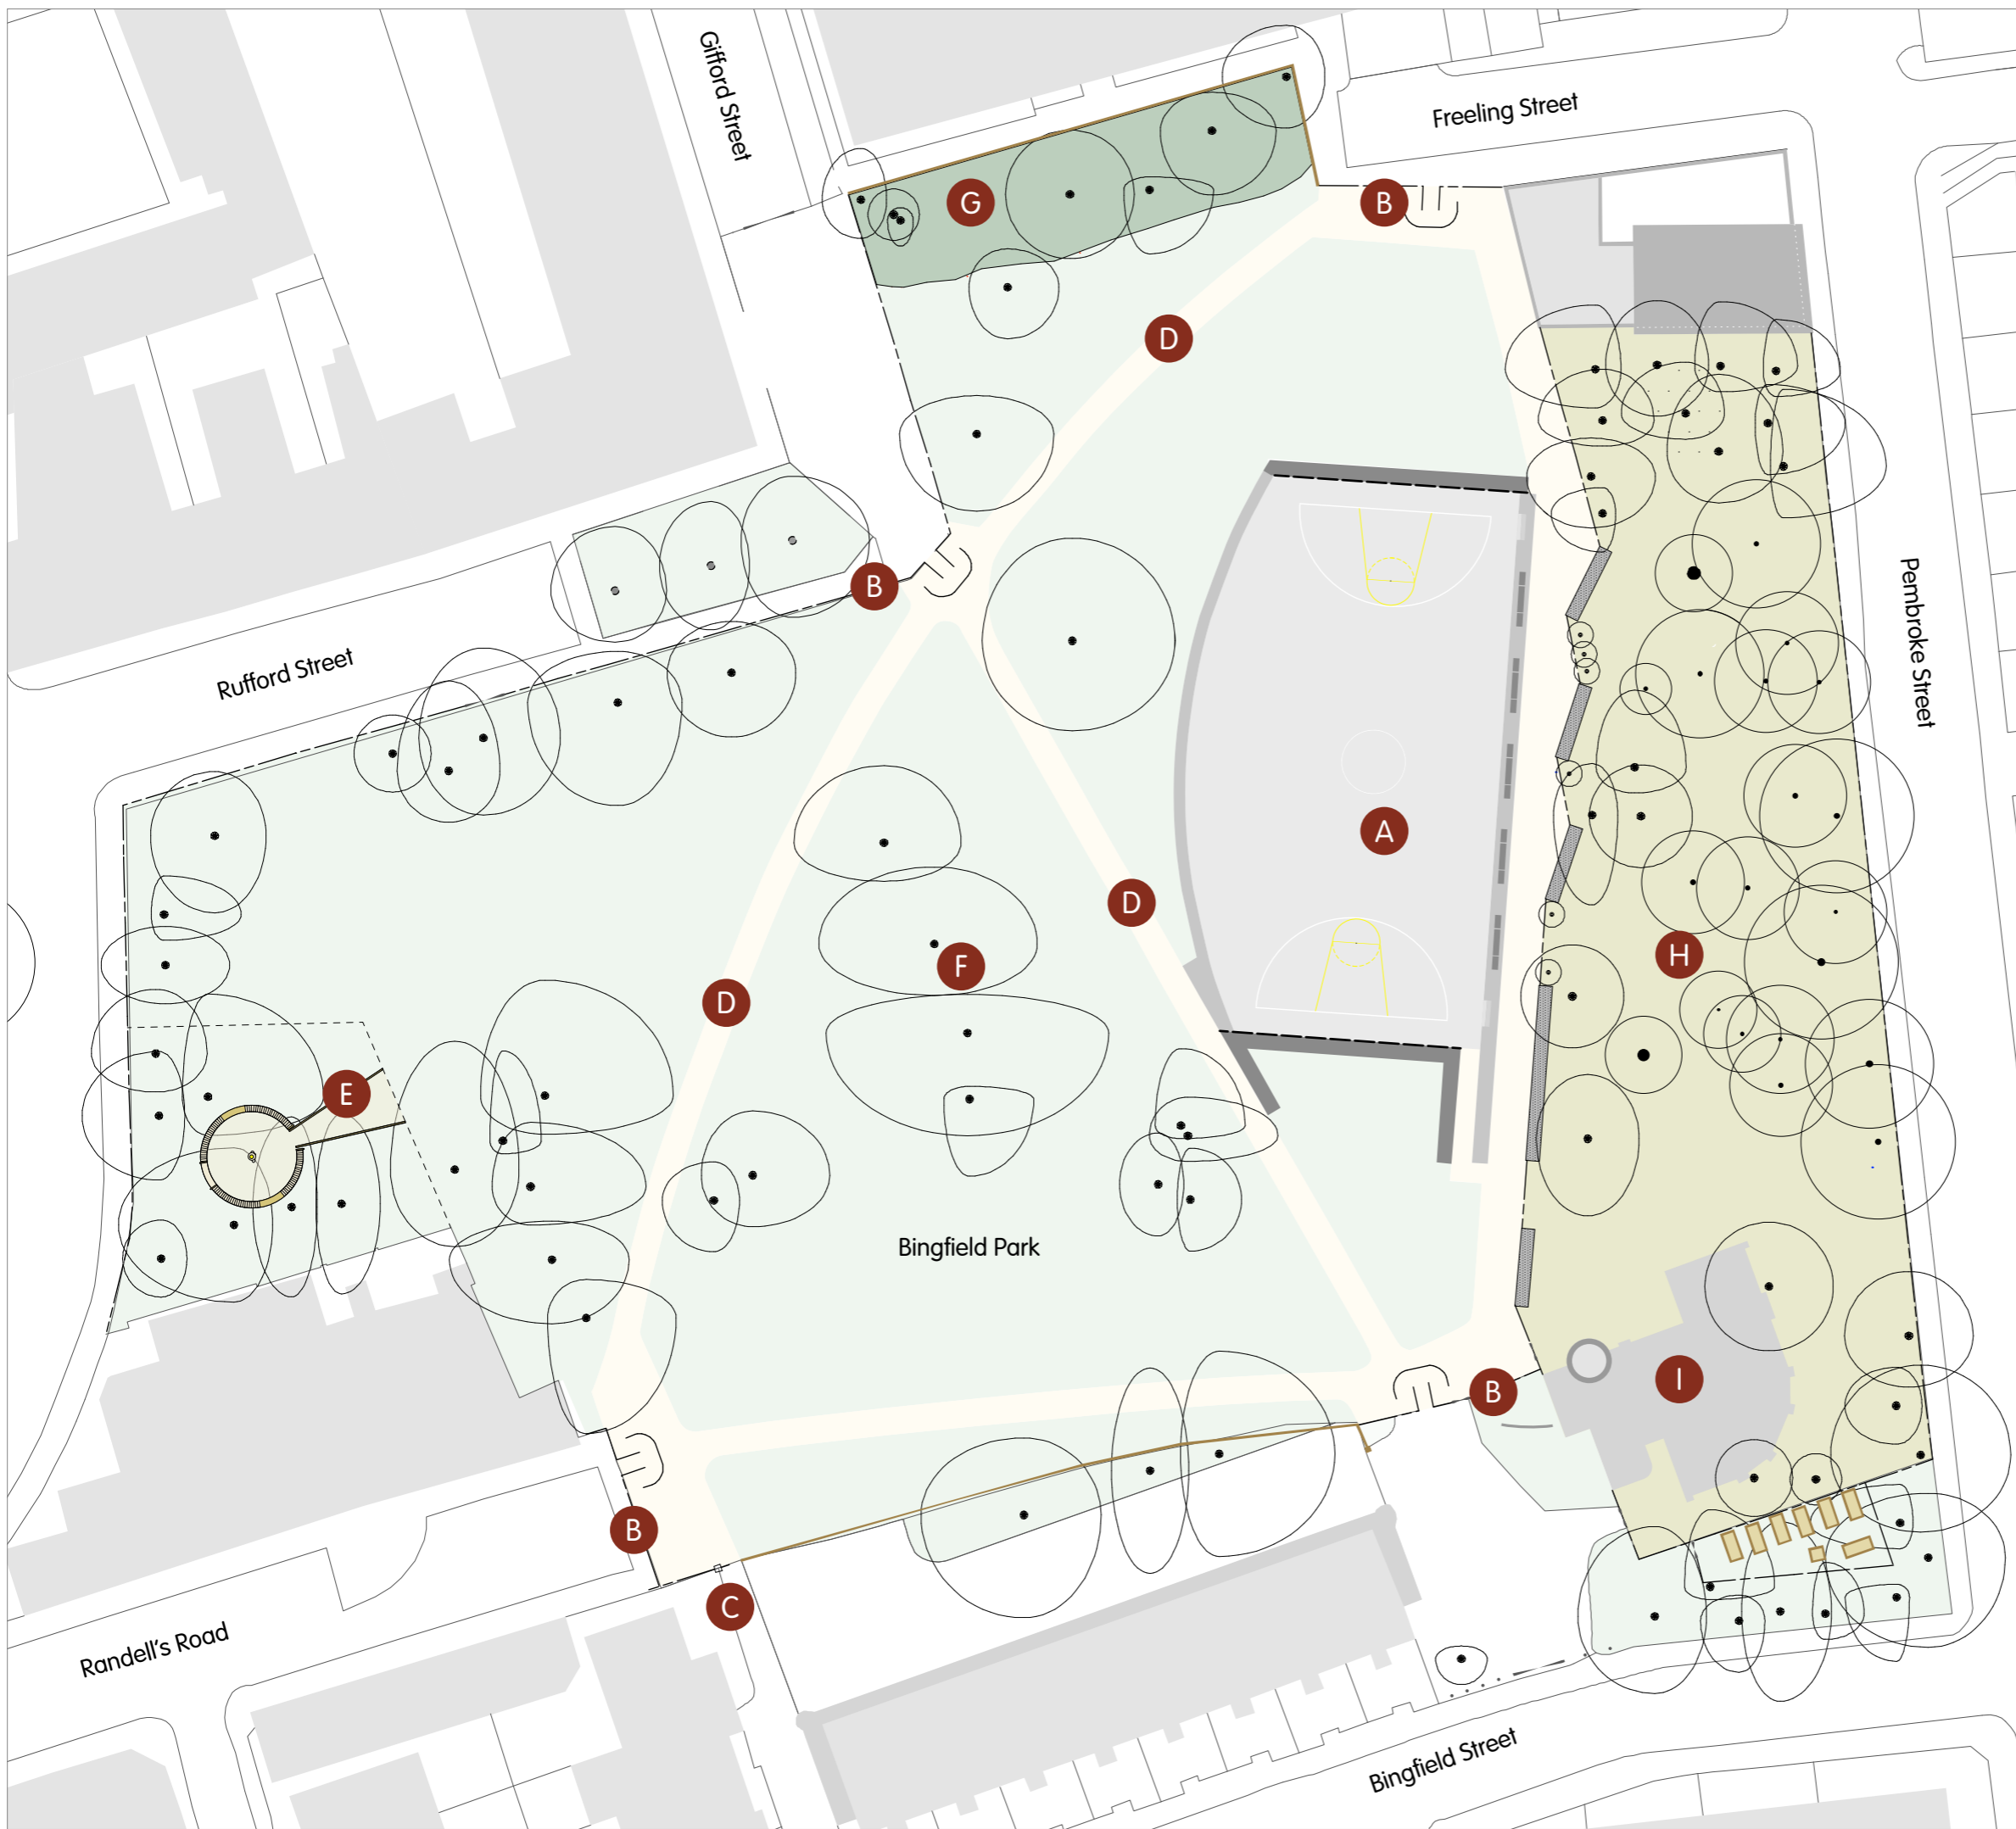 Gifford Street
Freeling Street
G
B
D
B
Pembroke Street
Rufford Street
A
D
H
F
D
E
Bingfield Park
I
B
B
C
Randell's Road
Bingfield Street